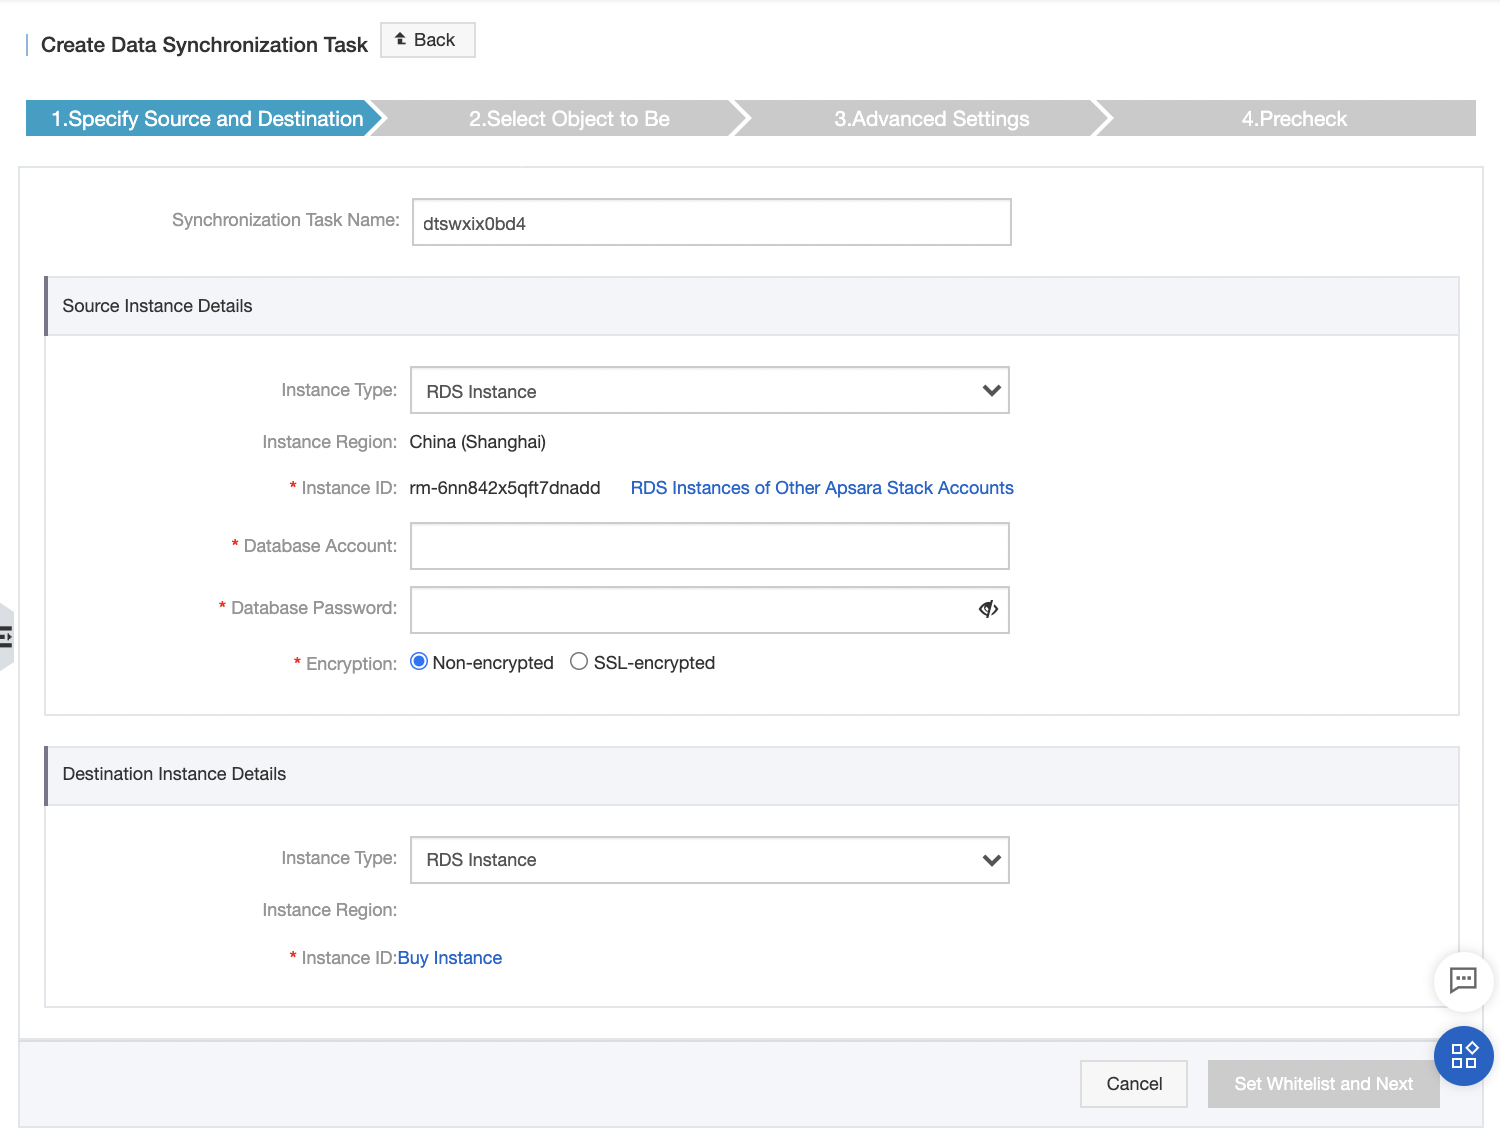 Create Data Synchronization Task
Back
1.Specify Source and Destination
2.Select Object to Be
3.Advanced Settings
4.Precheck
Synchronization Task Name: dtswxix0bd4
Source Instance Details
Instance Type: RDS Instance
Instance Region: China (Shanghai)
* Instance ID: rm-6nn842x5qft7dnadd RDS Instances of Other Apsara Stack Accounts
* Database Account:
* Database Password:
* Encryption: Non-encrypted SSL-encrypted
Destination Instance Details
Instance Type: RDS Instance
Instance Region:
* Instance ID:Buy Instance
Cancel
Set Whitelist and Next